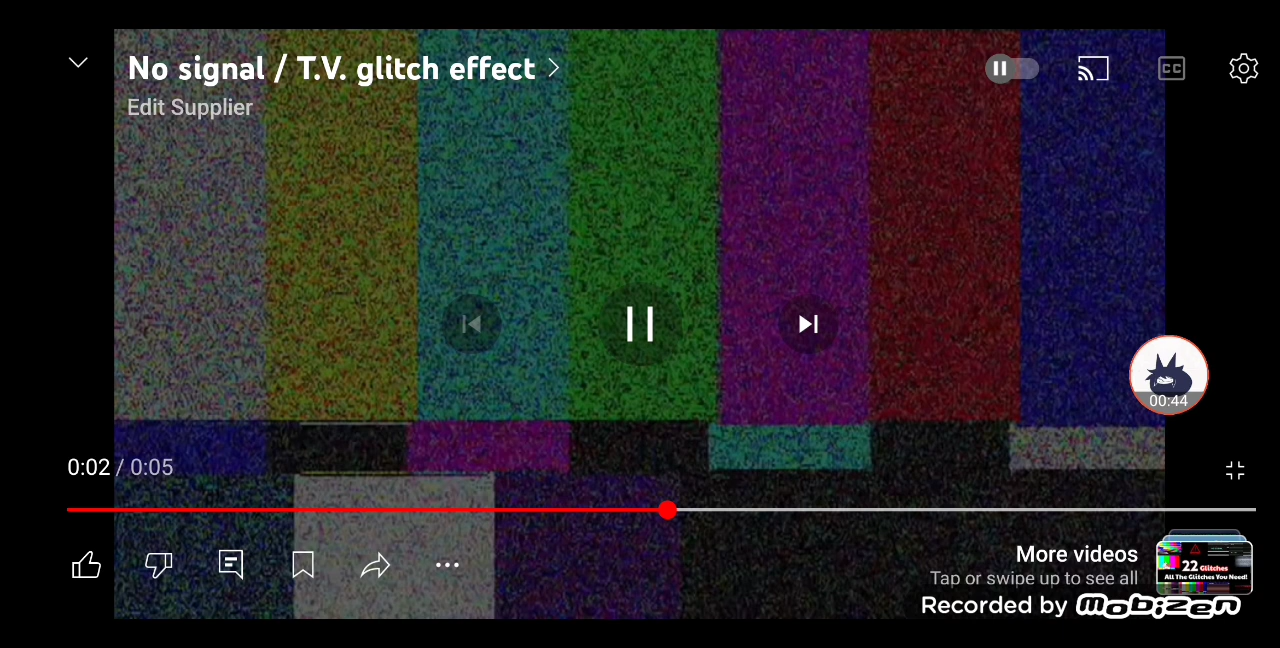 No signal / T.V. glitch effect
Edit Supplier
CC
00:44
0:02 / 0:05
More videos
Tap or swipe up to see all
22 Glitches
All The Glitches You Need!
Recorded by MOBIZEN